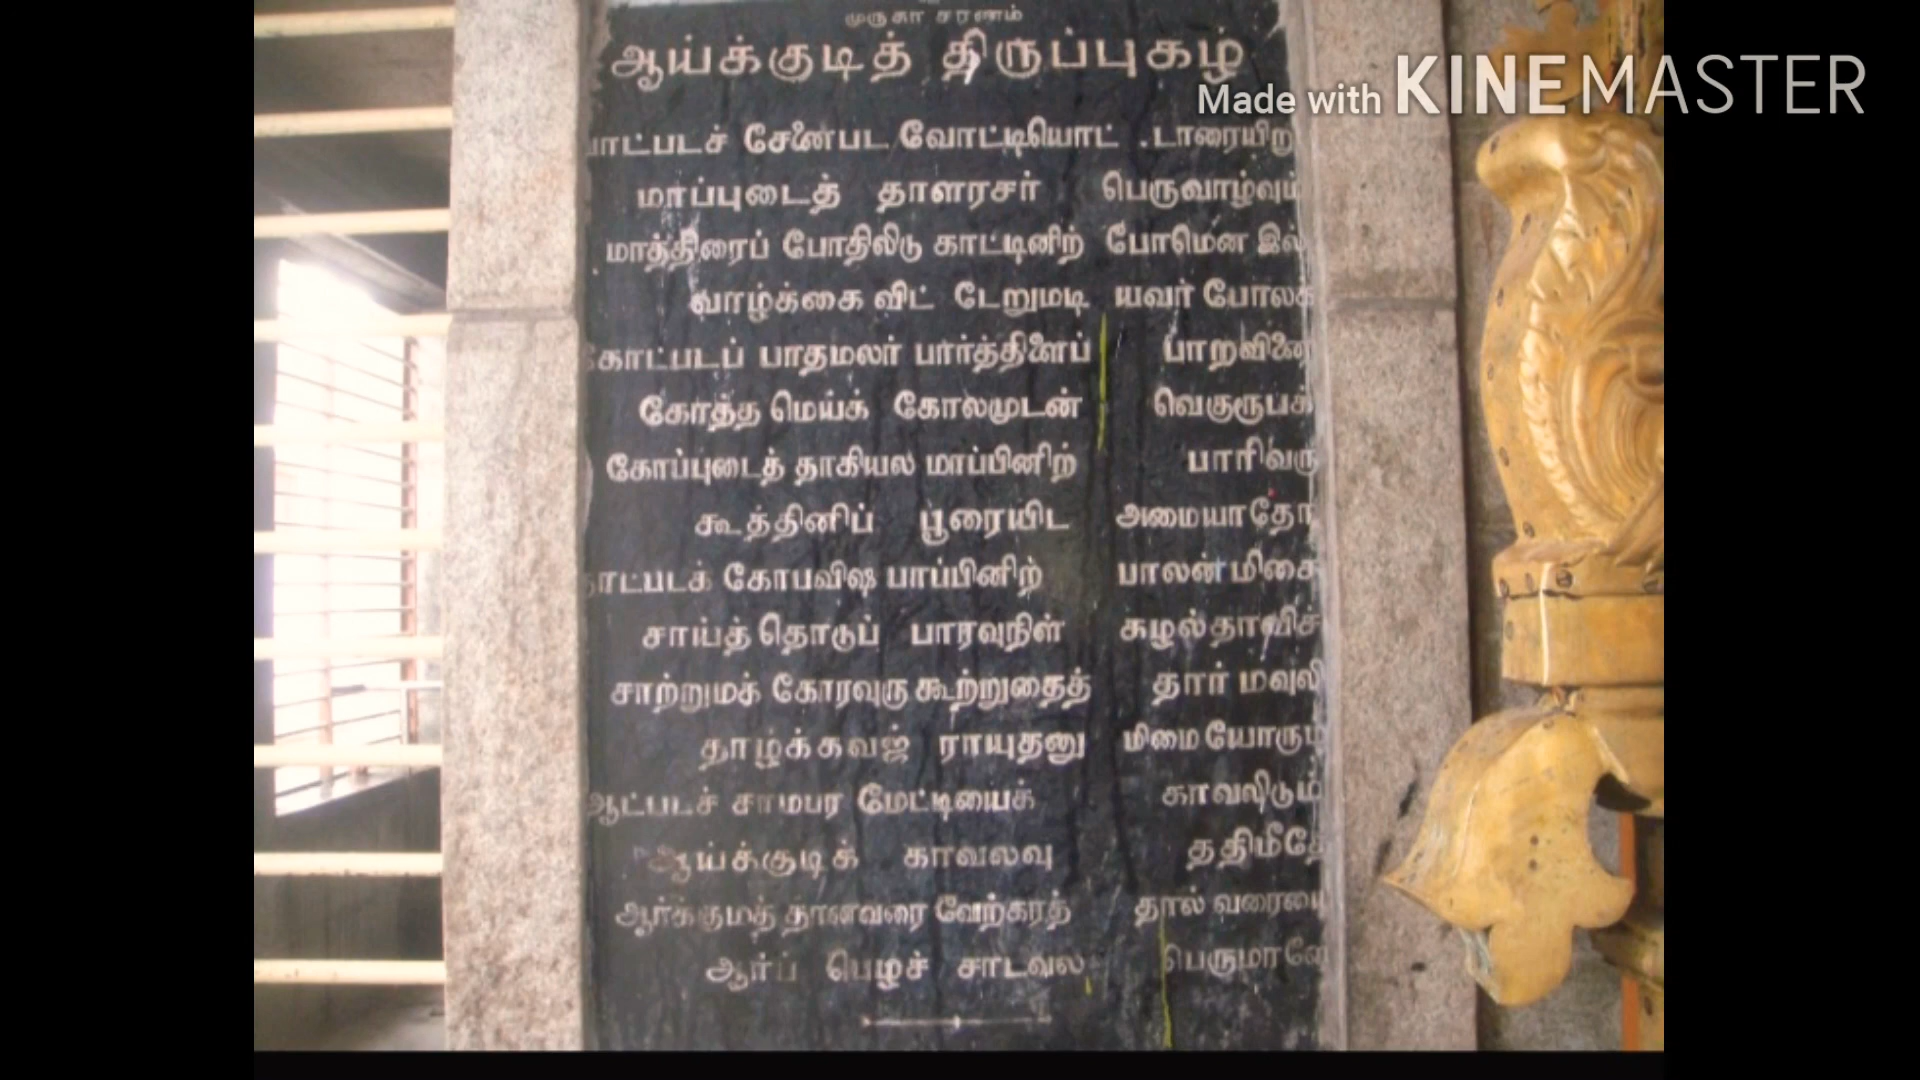 முருகா சரணம்
ஆய்க்குடித் திருப்புகழ்
Made with KINEMASTER
சேனைபட வோட்டியொட் டாரையிறு
மாப்புடைத் தாளரசர் பெருவாழ்வும்
மாத்திரைப் போதிலிடு காட்டினிற் போமென இல்
வாழ்க்கை விட் டேறுமடி யவர் போலக்
கோட்படப் பாதமலர் பார்த்திளைப் பாறவினை
கோர்த்த மெய்க் கோலமுடன் வெகுரூபக்
கோப்புடைத் தாகியல மாப்பினிற் பாரிவரு
கூத்தினிப் பூரையிட அமையாதோ
கோபவிஷ பாப்பினிற் பாலன் மிசை
சாய்த் தொடுப் பாரவுநிள் கழல்தாவிச்
சாற்றுமக் கோரவுரு கூற்றுதைத் தார் மவுலி
தாழ்க்கவஜ் ராயுதனு மிமையோரும்
ஆட்படச் சாமபர மேட்டியைக் காவலிடும்
ஆய்க்குடிக் காவலவு ததிமீதே
ஆர்க்குமத் தானவரை வேற்கரத் தால் வரையை
ஆர்ப் பெழச் சாடவல பெருமாளே